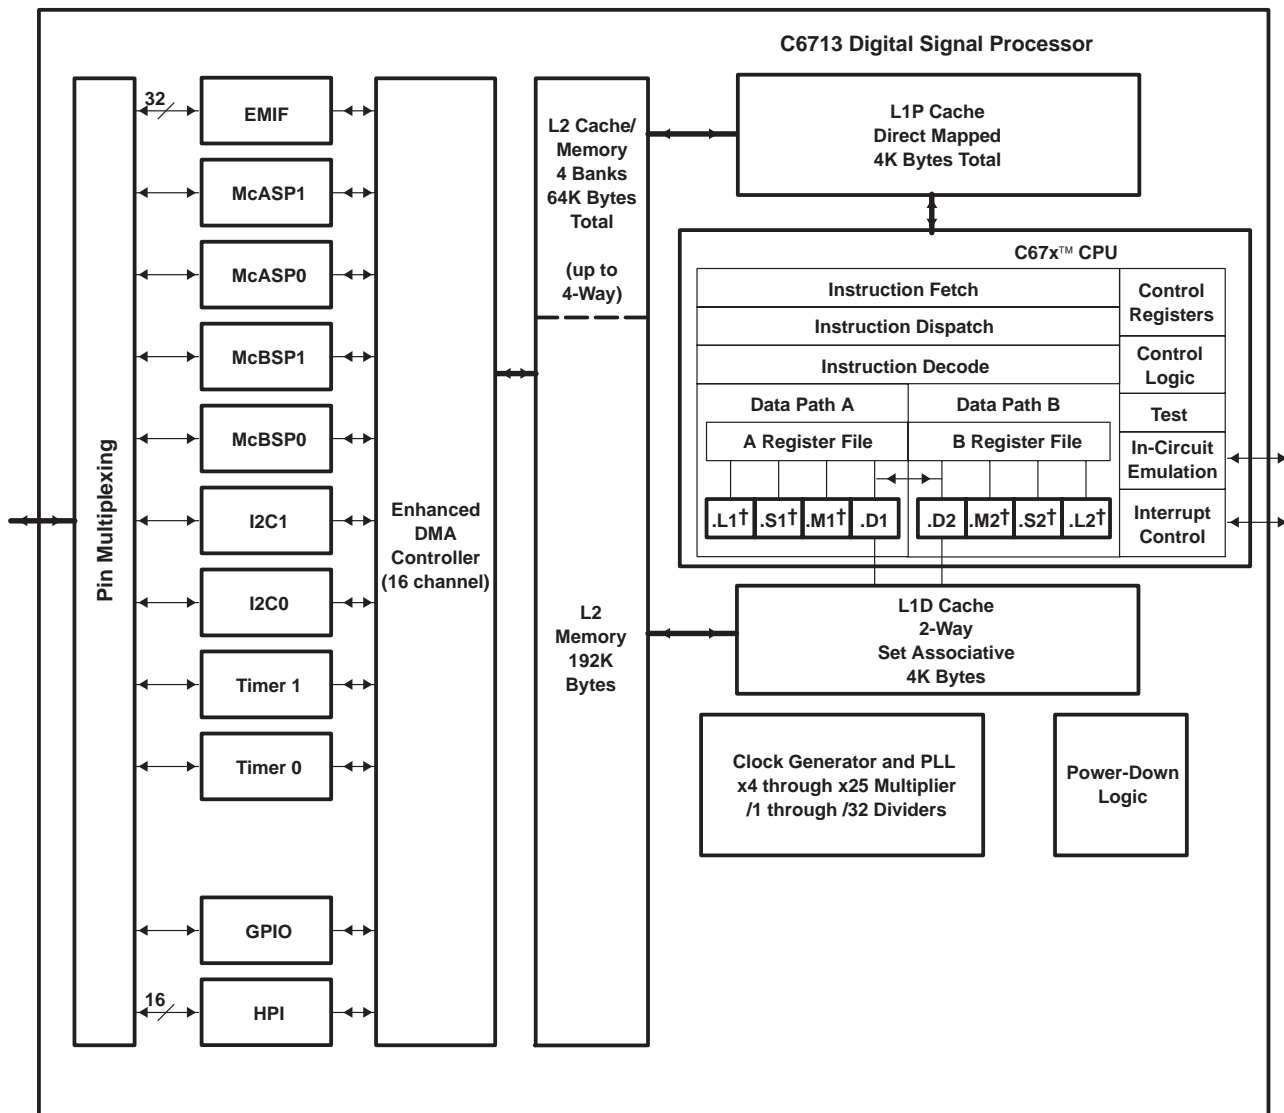 C6713 Digital Signal Processor
Pin Multiplexing
32
EMIF
McASP1
McASP0
McBSP1
McBSP0
I2C1
I2C0
Timer 1
Timer 0
GPIO
16
HPI
Enhanced
DMA
Controller
(16 channel)
L2 Cache/
Memory
4 Banks
64K Bytes
Total
(up to
4-Way)
L2
Memory
192K
Bytes
L1P Cache
Direct Mapped
4K Bytes Total
C67x™ CPU
Instruction Fetch
Instruction Dispatch
Instruction Decode
Data Path A
Data Path B
A Register File
B Register File
.L1† .S1† .M1† .D1
.D2 .M2† .S2† .L2†
Control
Registers
Control
Logic
Test
In-Circuit
Emulation
Interrupt
Control
L1D Cache
2-Way
Set Associative
4K Bytes
Clock Generator and PLL
x4 through x25 Multiplier
/1 through /32 Dividers
Power-Down
Logic